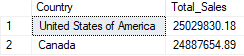 Country Total_Sales
1 United States of America 25029830.18
2 Canada 24887654.89